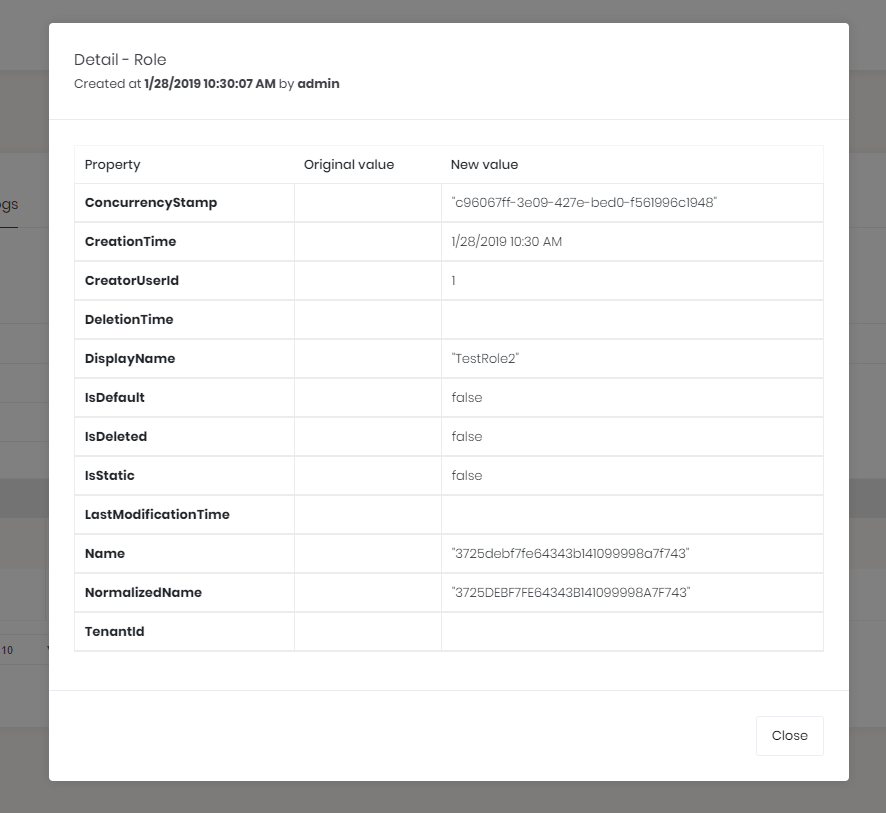 Detail - Role
Created at 1/28/2019 10:30:07 AM by admin
Property Original value New value
ogs
ConcurrencyStamp "c96067ff-3e09-427e-bed0-f561996c1948"
CreationTime 1/28/2019 10:30 AM
CreatorUserId 1
DeletionTime
DisplayName "TestRole2"
IsDefault false
IsDeleted false
IsStatic false
LastModificationTime
Name "3725debf7fe64343b141099998a7f743"
NormalizedName "3725DEBF7FE64343B141099998A7F743"
TenantId
10
Close